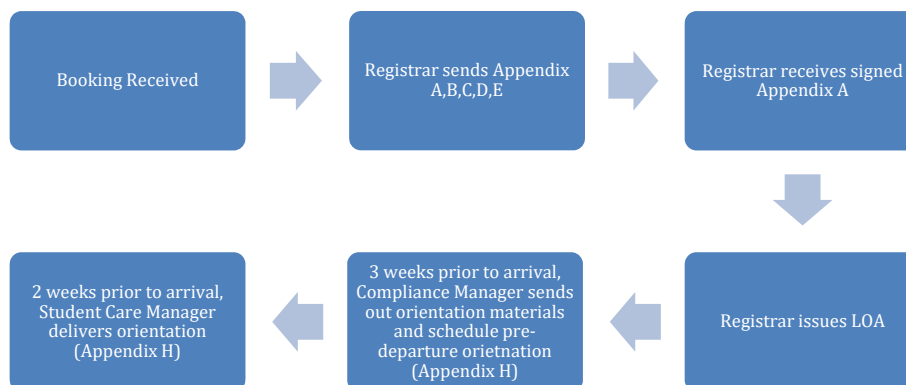 Booking Received
Registrar sends Appendix
A,B,C,D,E
Registrar receives signed
Appendix A
Registrar issues LOA
3 weeks prior to arrival,
Compliance Manager sends
out orientation materials
and schedule pre-
departure orietnation
(Appendix H)
2 weeks prior to arrival,
Student Care Manager
delivers orientation
(Appendix H)